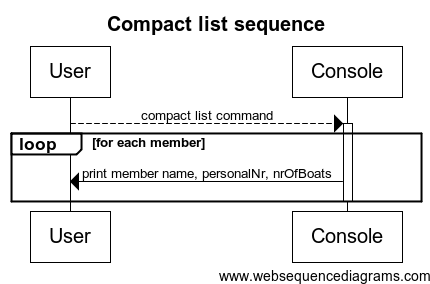 Compact list sequence
User
Console
compact list command
loop
[for each member]
print member name, personalNr, nrOfBoats
User
Console
www.websequencediagrams.com